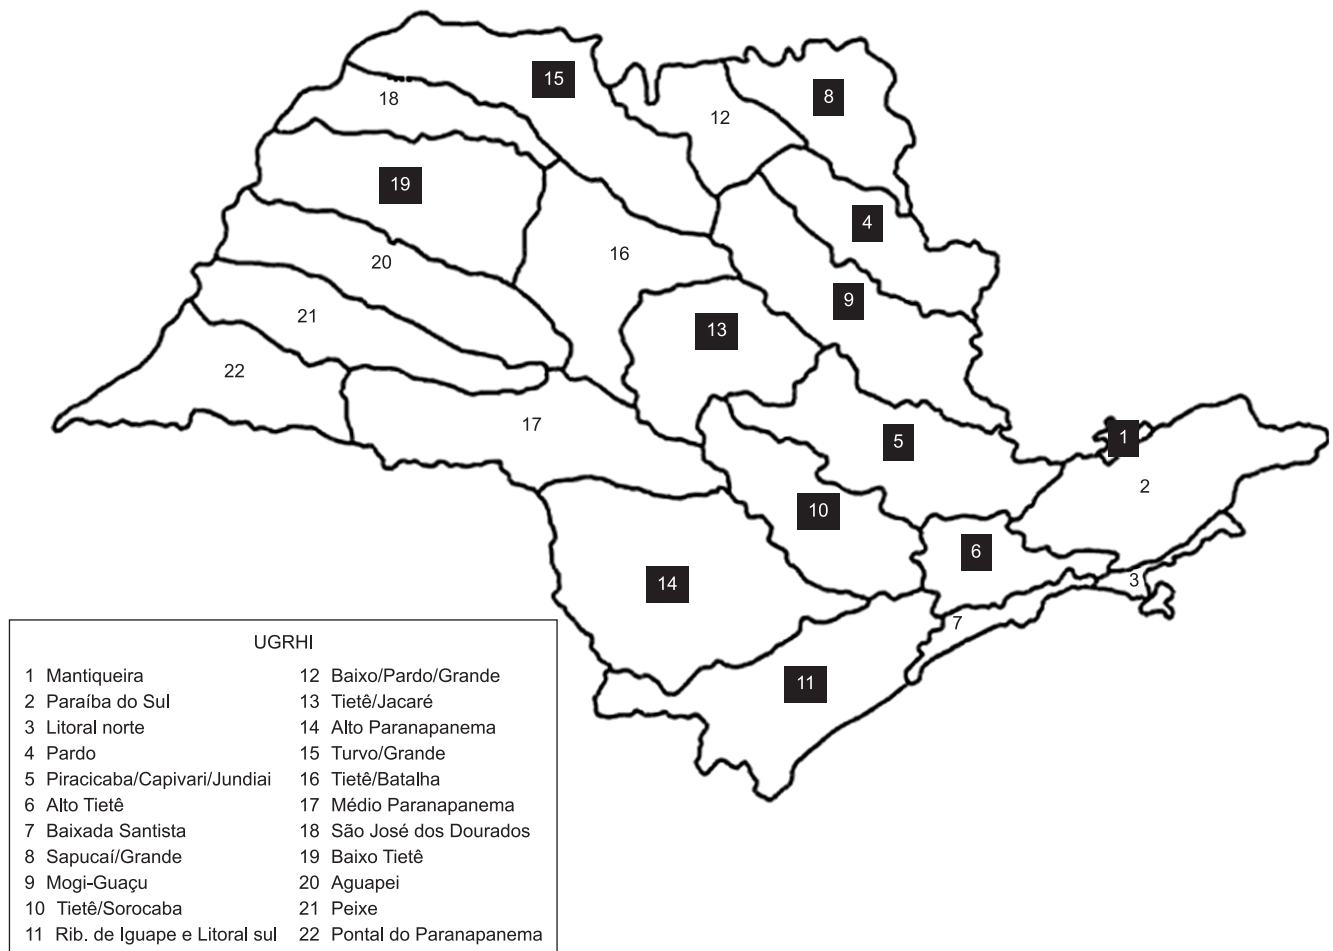 15
18
12
8
19
4
16
20
9
21
13
22
17
5
1
2
10
6
3
14
7
11
UGRHI
1 Mantiqueira
2 Paraíba do Sul
3 Litoral norte
4 Pardo
5 Piracicaba/Capivari/Jundiai
6 Alto Tietê
7 Baixada Santista
8 Sapucaí/Grande
9 Mogi-Guaçu
10 Tietê/Sorocaba
11 Rib. de Iguape e Litoral sul
12 Baixo/Pardo/Grande
13 Tietê/Jacaré
14 Alto Paranapanema
15 Turvo/Grande
16 Tietê/Batalha
17 Médio Paranapanema
18 São José dos Dourados
19 Baixo Tietê
20 Aguapei
21 Peixe
22 Pontal do Paranapanema